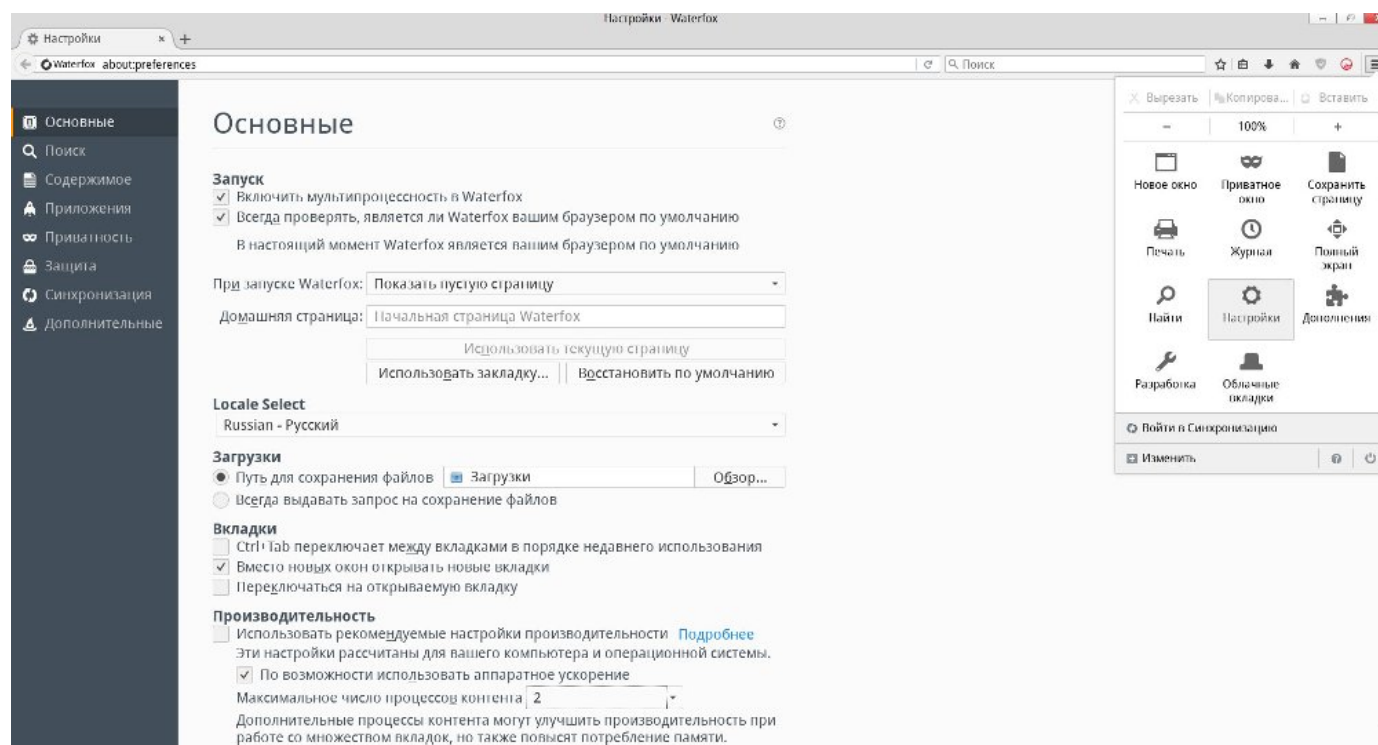 Настройки - Waterfox
Настройки
Waterfox about:preferences
Поиск
Основные
Поиск
Содержимое
Приложения
Приватность
Защита
Синхронизация
Дополнительные
Основные
Запуск
Включить мультипроцессность в Waterfox
Всегда проверять, является ли Waterfox вашим браузером по умолчанию
В настоящий момент Waterfox является вашим браузером по умолчанию
При запуске Waterfox: Показать пустую страницу
Домашняя страница: Начальная страница Waterfox
Использовать текущую страницу
Использовать закладку... Восстановить по умолчанию
Locale Select
Russian - Русский
Загрузки
Путь для сохранения файлов Загрузки Обзор...
Всегда выдавать запрос на сохранение файлов
Вкладки
Ctrl+Tab переключает между вкладками в порядке недавнего использования
Вместо новых окон открывать новые вкладки
Переключаться на открываемую вкладку
Производительность
Использовать рекомендуемые настройки производительности Подробнее
Эти настройки рассчитаны для вашего компьютера и операционной системы.
По возможности использовать аппаратное ускорение
Максимальное число процессов контента 2
Дополнительные процессы контента могут улучшить производительность при
работе со множеством вкладок, но также повысят потребление памяти.
Вырезать Копирова... Вставить
– 100% +
Новое окно Приватное Сохранить
окно страницу
Печать Журнал Полный
экран
Найти Настройки Дополнения
Разработка Облачные
вкладки
Войти в Синхронизацию
Изменить